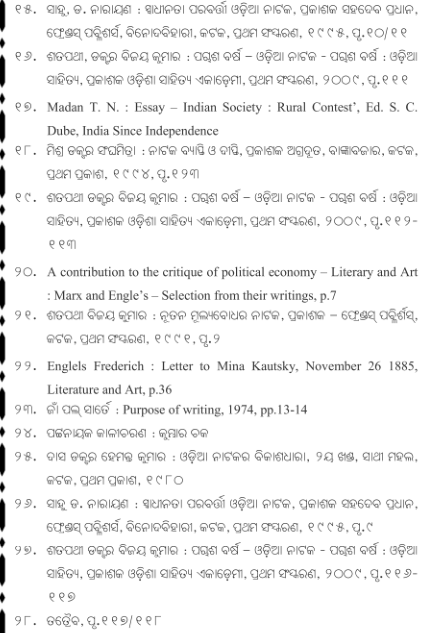 ୧୫. ସାହୁ, ଡ. ନାରାୟଣ : ସ୍ଵାଧୀନତା ପରବର୍ତ୍ତୀ ଓଡ଼ିଆ ନାଟକ, ପ୍ରକାଶକ ସହଦେବ ପ୍ରଧାନ,
ଫ୍ରେଣ୍ଡସ୍ ପବ୍ଳିଶର୍ସ, ବିନୋଦବିହାରୀ, କଟକ, ପ୍ରଥମ ସଂସ୍କରଣ, ୧୯୯୫, ପୃ.୧୦/୧୧
୧୬. ଶତପଥୀ, ଡକ୍ଟର ବିଜୟ କୁମାର : ପଚାଶ ବର୍ଷ – ଓଡ଼ିଆ ନାଟକ - ପଚାଶ ବର୍ଷ : ଓଡ଼ିଆ
ସାହିତ୍ୟ, ପ୍ରକାଶକ ଓଡ଼ିଶା ସାହିତ୍ୟ ଏକାଡ଼େମୀ, ପ୍ରଥମ ସଂସ୍କରଣ, ୨୦୦୯, ପୃ.୧୧୧
୧୭. Madan T. N. : Essay – Indian Society : Rural Contest’, Ed. S. C.
Dube, India Since Independence
୧୮. ମିଶ୍ର ଡକ୍ଟର ସଂଘମିତ୍ରା : ନାଟକ ବ୍ୟାପ୍ତି ଓ ଦୀପ୍ତି, ପ୍ରକାଶକ ଅଗ୍ରଦୂତ, ବାଙ୍କାବଜାର, କଟକ,
ପ୍ରଥମ ପ୍ରକାଶ, ୧୯୯୪, ପୃ.୧୨୩
୧୯. ଶତପଥୀ ଡକ୍ଟର ବିଜୟ କୁମାର : ପଚାଶ ବର୍ଷ – ଓଡ଼ିଆ ନାଟକ - ପଚାଶ ବର୍ଷ : ଓଡ଼ିଆ
ସାହିତ୍ୟ, ପ୍ରକାଶକ ଓଡ଼ିଶା ସାହିତ୍ୟ ଏକାଡ଼େମୀ, ପ୍ରଥମ ସଂସ୍କରଣ, ୨୦୦୯, ପୃ.୧୧୨-
୧୧୩
୨୦. A contribution to the critique of political economy – Literary and Art
: Marx and Engle’s – Selection from their writings, p.7
୨୧. ଶତପଥୀ ବିଜୟ କୁମାର : ନୂତନ ମୂଲ୍ୟବୋଧର ନାଟକ, ପ୍ରକାଶକ – ଫ୍ରେଣ୍ଡସ୍ ପବ୍ଳିର୍ଶସ୍,
କଟକ, ପ୍ରଥମ ସଂସ୍କରଣ, ୧୯୯୧, ପୃ.୨
୨୨. Englels Frederich : Letter to Mina Kautsky, November 26 1885,
Literature and Art, p.36
୨୩. ଜାଁ ପଲ୍ ସାର୍ତେ : Purpose of writing, 1974, pp.13-14
୨୪. ପଟ୍ଟନାୟକ କାଳୀଚରଣ : କୁମ୍ଭାର ଚକ
୨୫. ଦାସ ଡକ୍ଟର ହେମନ୍ତ କୁମାର : ଓଡ଼ିଆ ନାଟକର ବିକାଶଧାରା, ୨ୟ ଖଣ୍ଡ, ସାଥୀ ମହଲ,
କଟକ, ପ୍ରଥମ ପ୍ରକାଶ, ୧୯୮୦
୨୬. ସାହୁ ଡ. ନାରାୟଣ : ସ୍ଵାଧୀନତା ପରବର୍ତ୍ତୀ ଓଡ଼ିଆ ନାଟକ, ପ୍ରକାଶକ ସହଦେବ ପ୍ରଧାନ,
ଫ୍ରେଣ୍ଡସ୍ ପବ୍ଳିଶର୍ସ, ବିନୋଦବିହାରୀ, କଟକ, ପ୍ରଥମ ସଂସ୍କରଣ, ୧୯୯୫, ପୃ.୯
୨୭. ଶତପଥୀ ଡକ୍ଟର ବିଜୟ କୁମାର : ପଚାଶ ବର୍ଷ – ଓଡ଼ିଆ ନାଟକ - ପଚାଶ ବର୍ଷ : ଓଡ଼ିଆ
ସାହିତ୍ୟ, ପ୍ରକାଶକ ଓଡ଼ିଶା ସାହିତ୍ୟ ଏକାଡ଼େମୀ, ପ୍ରଥମ ସଂସ୍କରଣ, ୨୦୦୯, ପୃ.୧୧୬-
୧୧୭
୨୮. ତତ୍ରୈବ, ପୃ.୧୧୭/୧୧୮